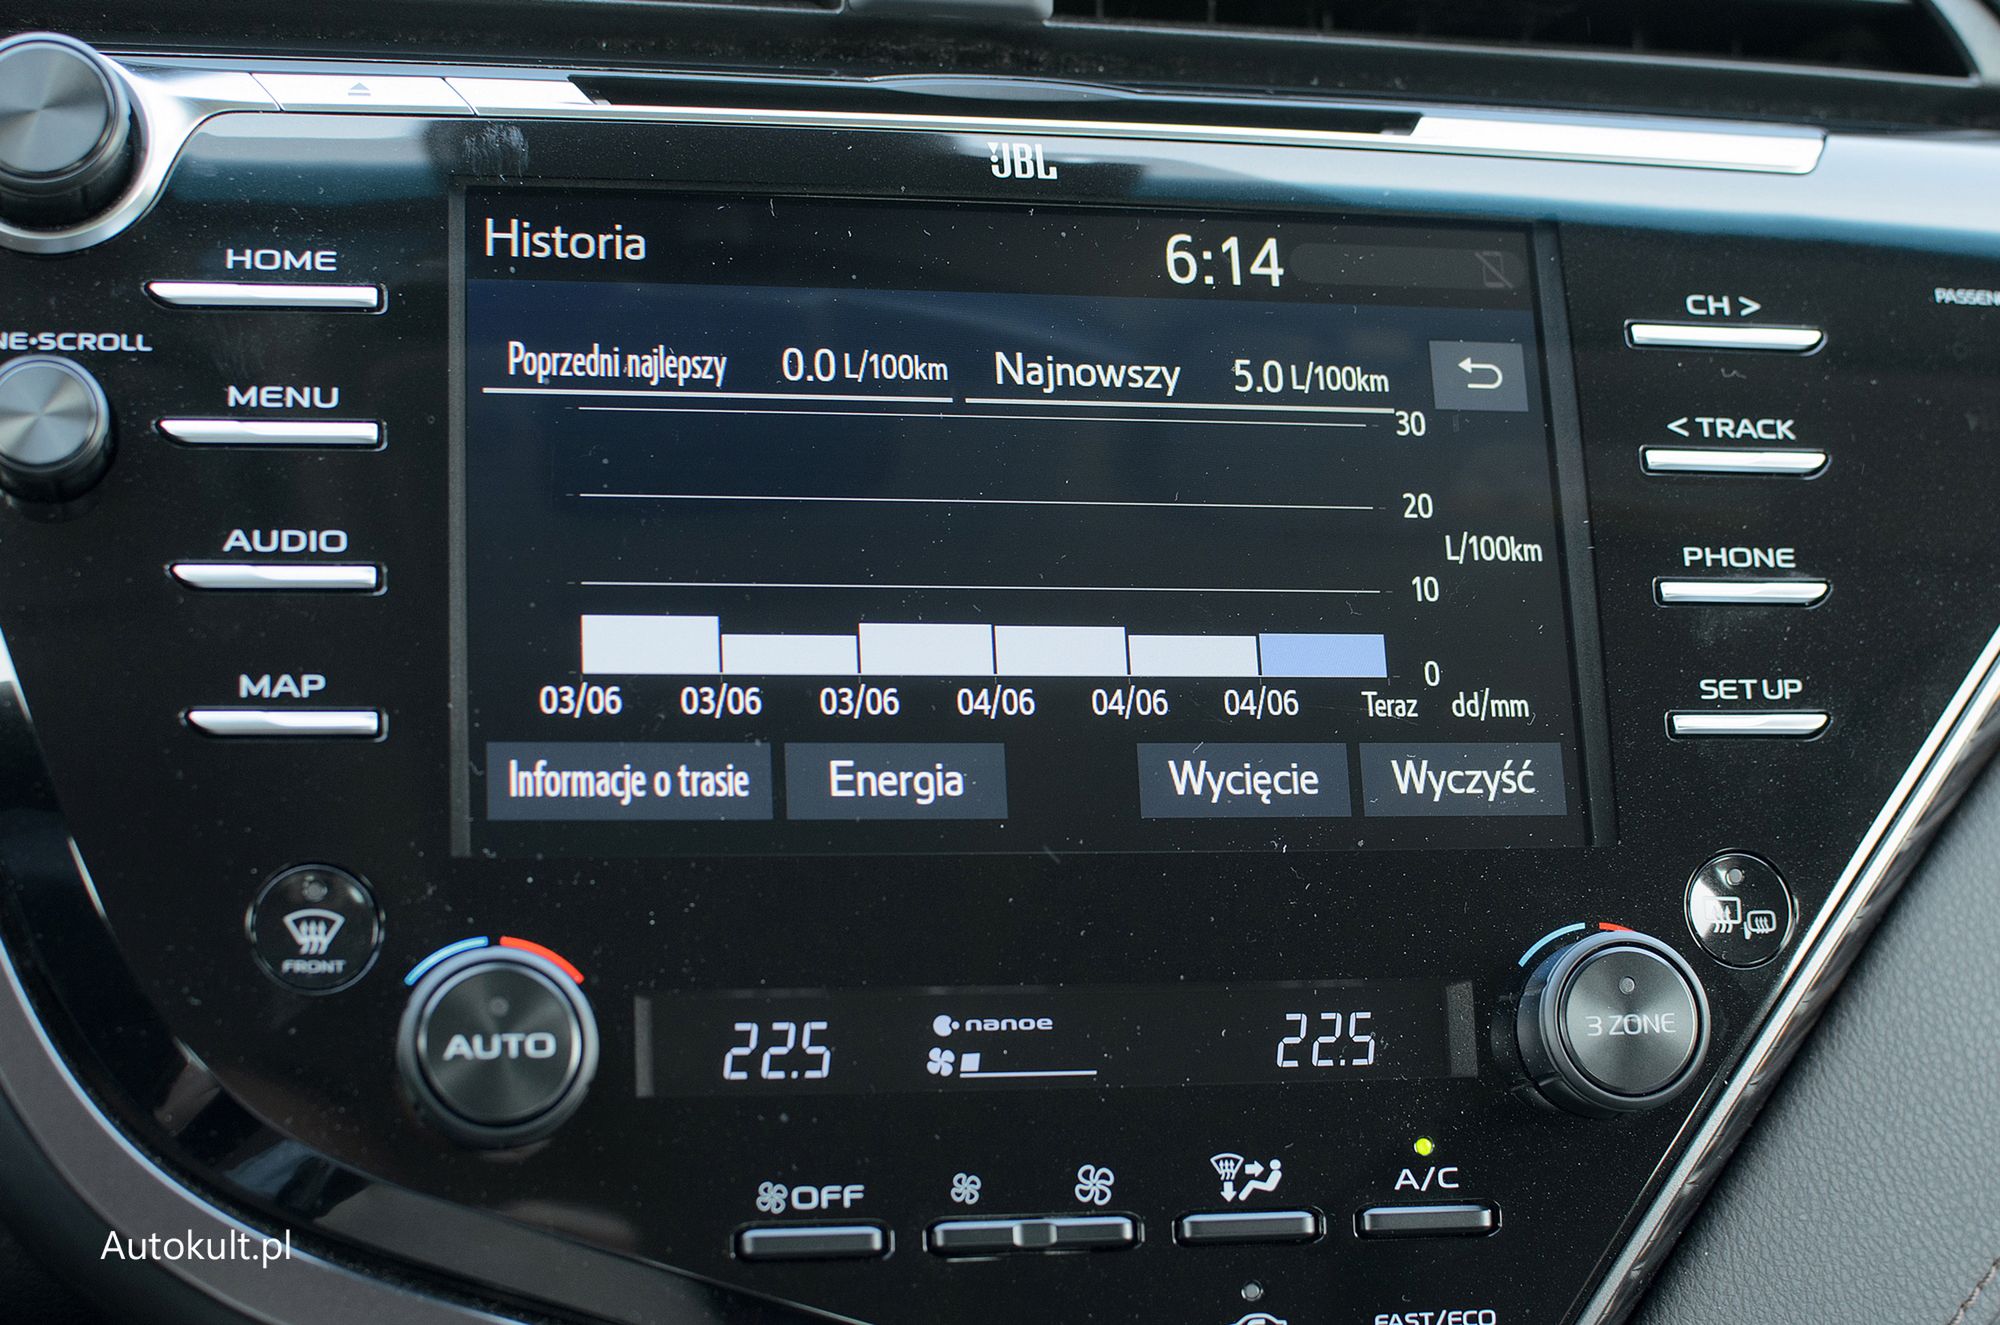 JBL
Historia
6:14
HOME
CH >
PASSEN
Poprzedni najlepszy 0.0 L/100km Najnowszy 5.0 L/100km
NE•SCROLL
MENU
< TRACK
30
20
L/100km
10
0
AUDIO
PHONE
MAP
SETUP
03/06 03/06 03/06 04/06 04/06 04/06 Teraz dd/mm
Informacje o trasie Energia Wycięcie Wyczyść
FRONT
AUTO
22.5
nanoe
22.5
3 ZONE
OFF
A/C
FAST/ECO
Autokult.pl